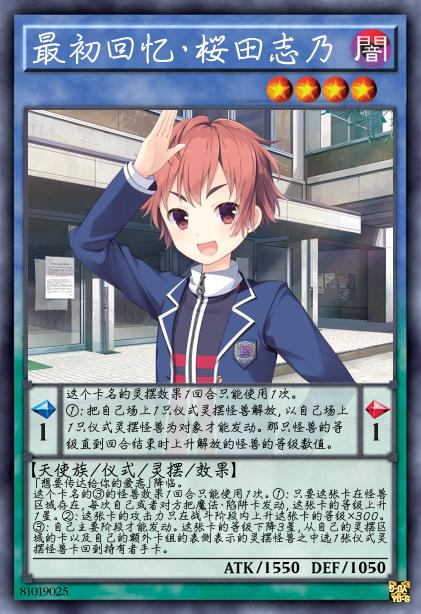 最初回忆·桜田志乃
闇
这个卡名的灵摆效果1回合只能使用1次。
①：把自己场上1只仪式灵摆怪兽解放，以自己场上
1只仪式灵摆怪兽为对象才能发动。那只怪兽的等
级直到回合结束时上升解放的怪兽的等级数值。
1
1
【天使族/仪式/灵摆/效果】
「想要传达给你的爱恋」降临。
这个卡名的③的怪兽效果1回合只能使用1次。①：只要这张卡在怪兽
区域存在，每次自己或者对方把魔法·陷阱卡发动，这张卡的等级上升
1星。②：这张卡的攻击力只在战斗阶段内上升这张卡的等级×300。
③：自己主要阶段才能发动。这张卡的等级下降3星，从自己的灵摆区
域的卡以及自己的额外卡组的表侧表示的灵摆怪兽之中选1张仪式灵
摆怪兽卡回到持有者手卡。
ATK/1550 DEF/1050
81019025